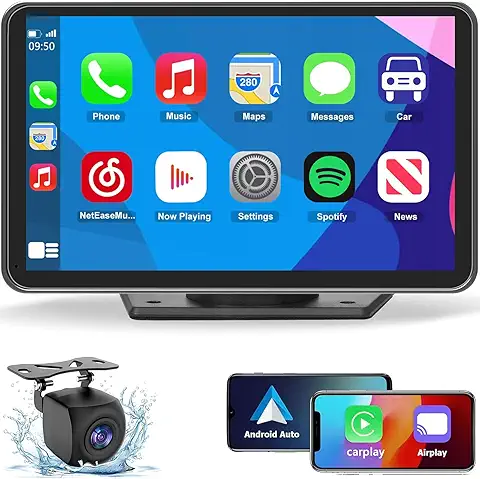 09:50
280
Phone
Music
Maps
Messages
Car
NetEaseMu...
Now Playing
Settings
Spotify
News
Android Auto
carplay
Airplay